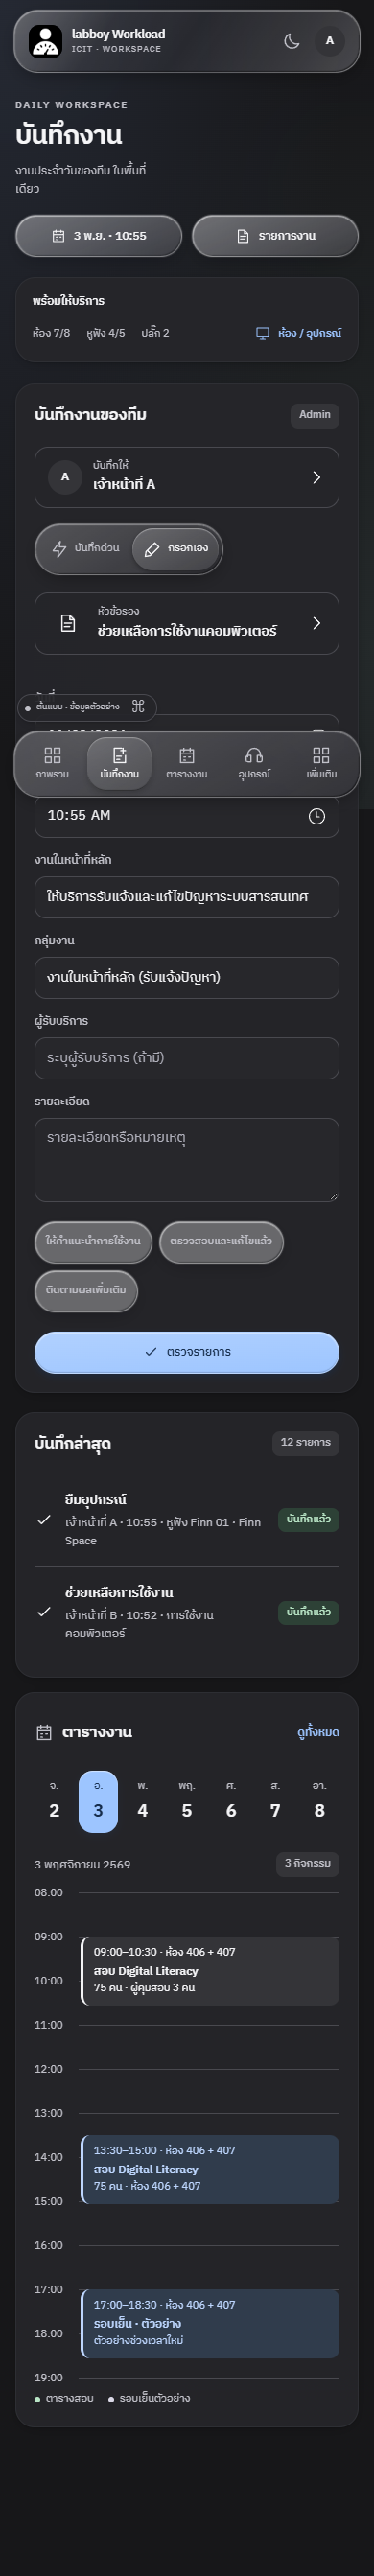 labboy Workload
ICIT · WORKSPACE
A
DAILY WORKSPACE
บันทึกงาน
งานประจำวันของทีม ในพื้นที่
เดียว
3 พ.ย. · 10:55
รายการงาน
พร้อมให้บริการ
ห้อง 7/8 หูฟัง 4/5 ปลั๊ก 2
ห้อง / อุปกรณ์
บันทึกงานของทีม
Admin
A
บันทึกให้
เจ้าหน้าที่ A
บันทึกด่วน
กรอกเอง
หัวข้อรอง
ช่วยเหลือการใช้งานคอมพิวเตอร์
ต้นแบบ · ข้อมูลตัวอย่าง
ภาพรวม
บันทึกงาน
ตารางงาน
อุปกรณ์
เพิ่มเติม
10:55 AM
งานในหน้าที่หลัก
ให้บริการรับแจ้งและแก้ไขปัญหาระบบสารสนเทศ
กลุ่มงาน
งานในหน้าที่หลัก (รับแจ้งปัญหา)
ผู้รับบริการ
ระบุผู้รับบริการ (ถ้ามี)
รายละเอียด
รายละเอียดหรือหมายเหตุ
ให้คำแนะนำการใช้งาน
ตรวจสอบและแก้ไขแล้ว
ติดตามผลเพิ่มเติม
ตรวจรายการ
บันทึกล่าสุด
12 รายการ
ยืมอุปกรณ์
เจ้าหน้าที่ A · 10:55 · หูฟัง Finn 01 · Finn
Space
บันทึกแล้ว
ช่วยเหลือการใช้งาน
เจ้าหน้าที่ B · 10:52 · การใช้งาน
คอมพิวเตอร์
บันทึกแล้ว
ตารางงาน
ดูทั้งหมด
จ. อ. พ. พฤ. ศ. ส. อา.
2 3 4 5 6 7 8
3 พฤศจิกายน 2569
3 กิจกรรม
08:00
09:00
09:00–10:30 · ห้อง 406 + 407
สอบ Digital Literacy
10:00
75 คน · ผู้คุมสอบ 3 คน
11:00
12:00
13:00
13:30–15:00 · ห้อง 406 + 407
14:00
สอบ Digital Literacy
75 คน · ห้อง 406 + 407
15:00
16:00
17:00
17:00–18:30 · ห้อง 406 + 407
รอบเย็น · ตัวอย่าง
18:00
ตัวอย่างช่วงเวลาใหม่
19:00
ตารางสอบ
รอบเย็นตัวอย่าง